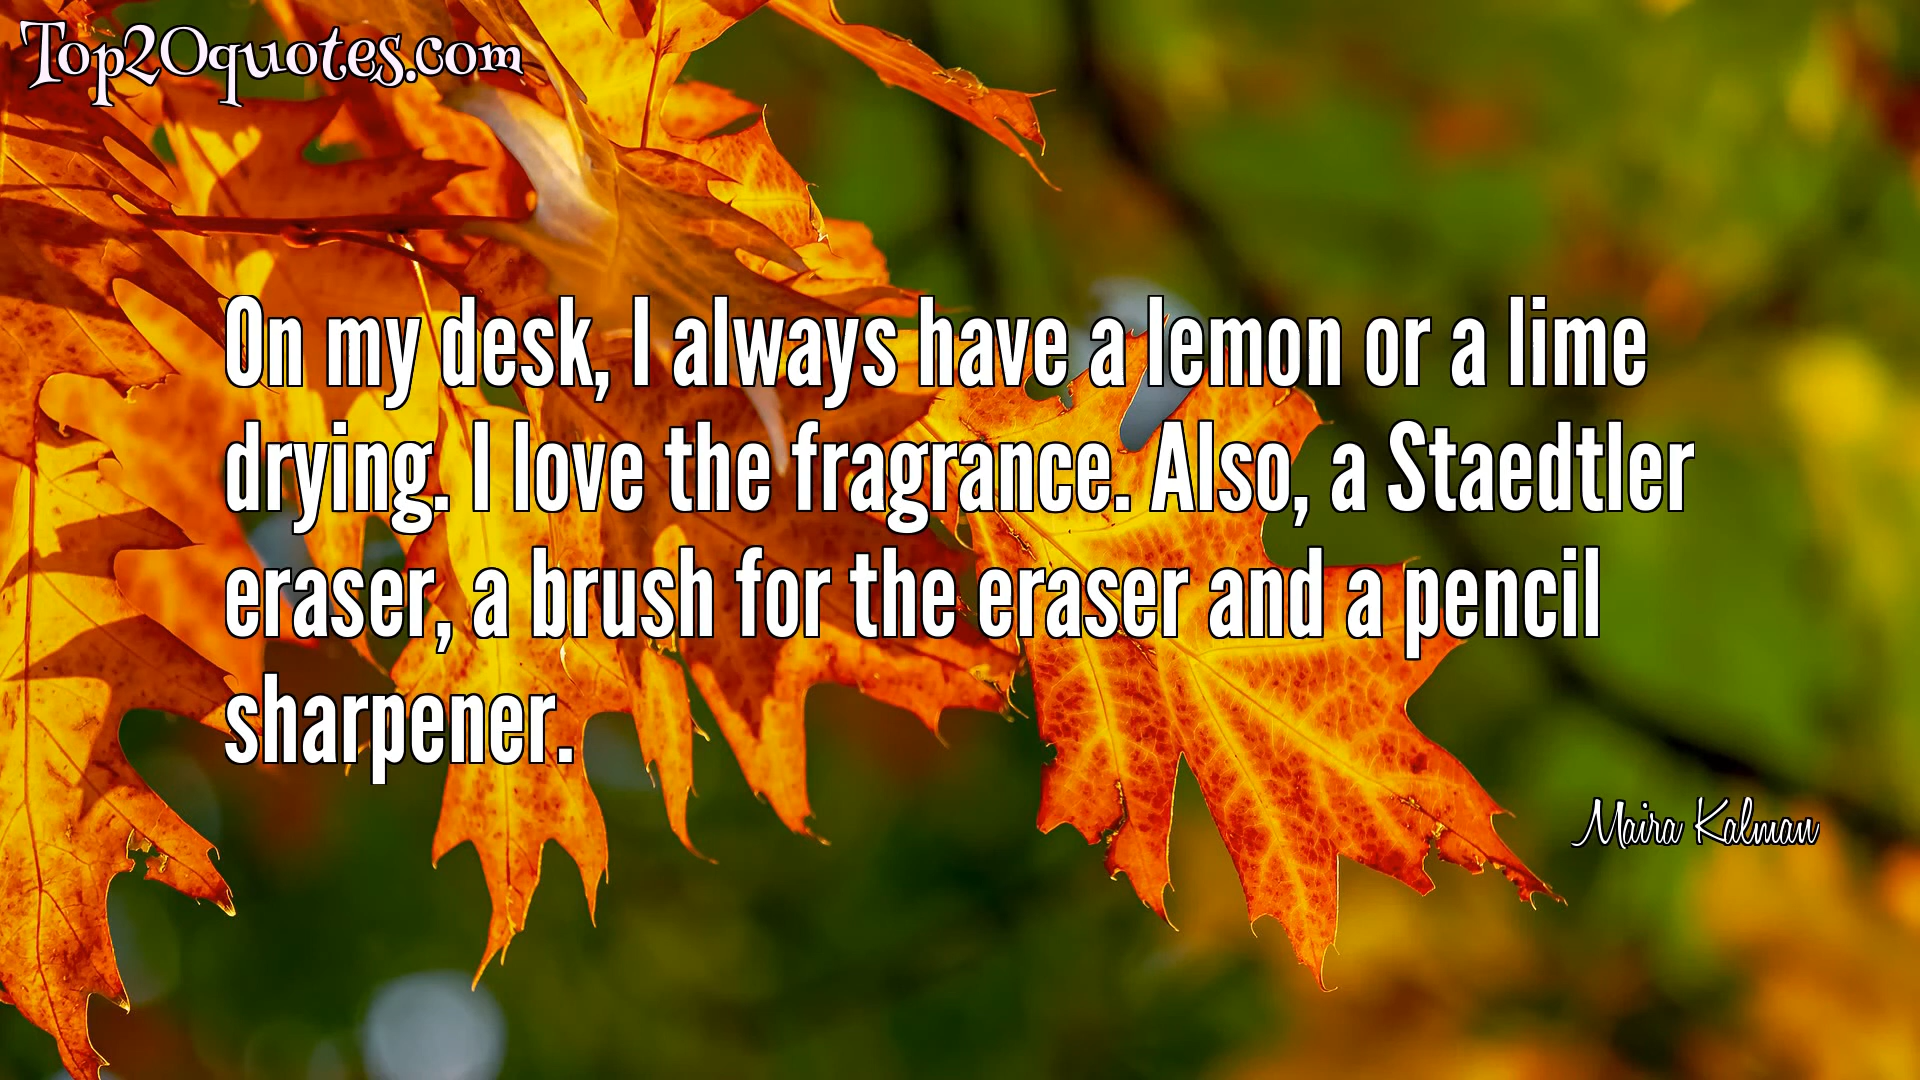 Top20quotes.com
On my desk, I always have a lemon or a lime
drying. I love the fragrance. Also, a Staedtler
eraser, a brush for the eraser and a pencil
sharpener.
Maira Kalman